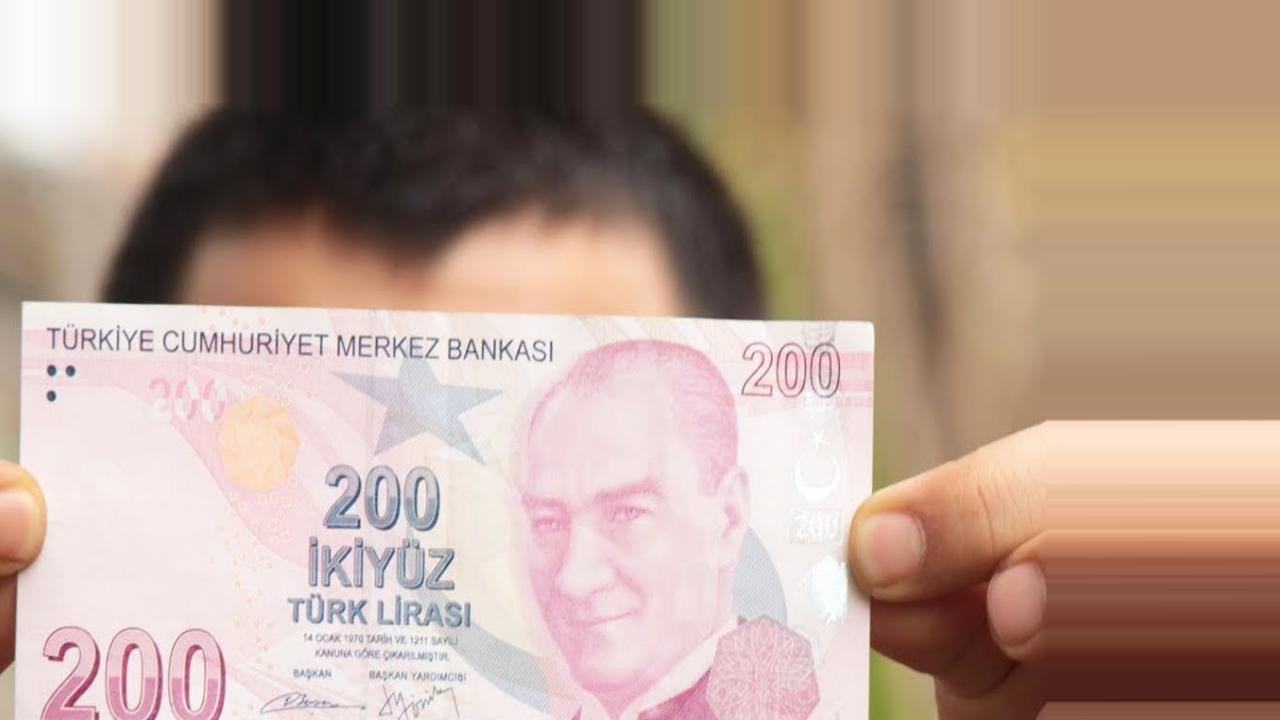 TÜRKİYE CUMHURİYET MERKEZ BANKASI
200
200
200
İKİYÜZ
TÜRK LİRASI
14 OCAK 1970 TARİH VE 1211 SAYILI
KANUNA GÖRE ÇIKARILMIŞTIR.
BAŞKAN BAŞKAN YARDIMCISI
200
200